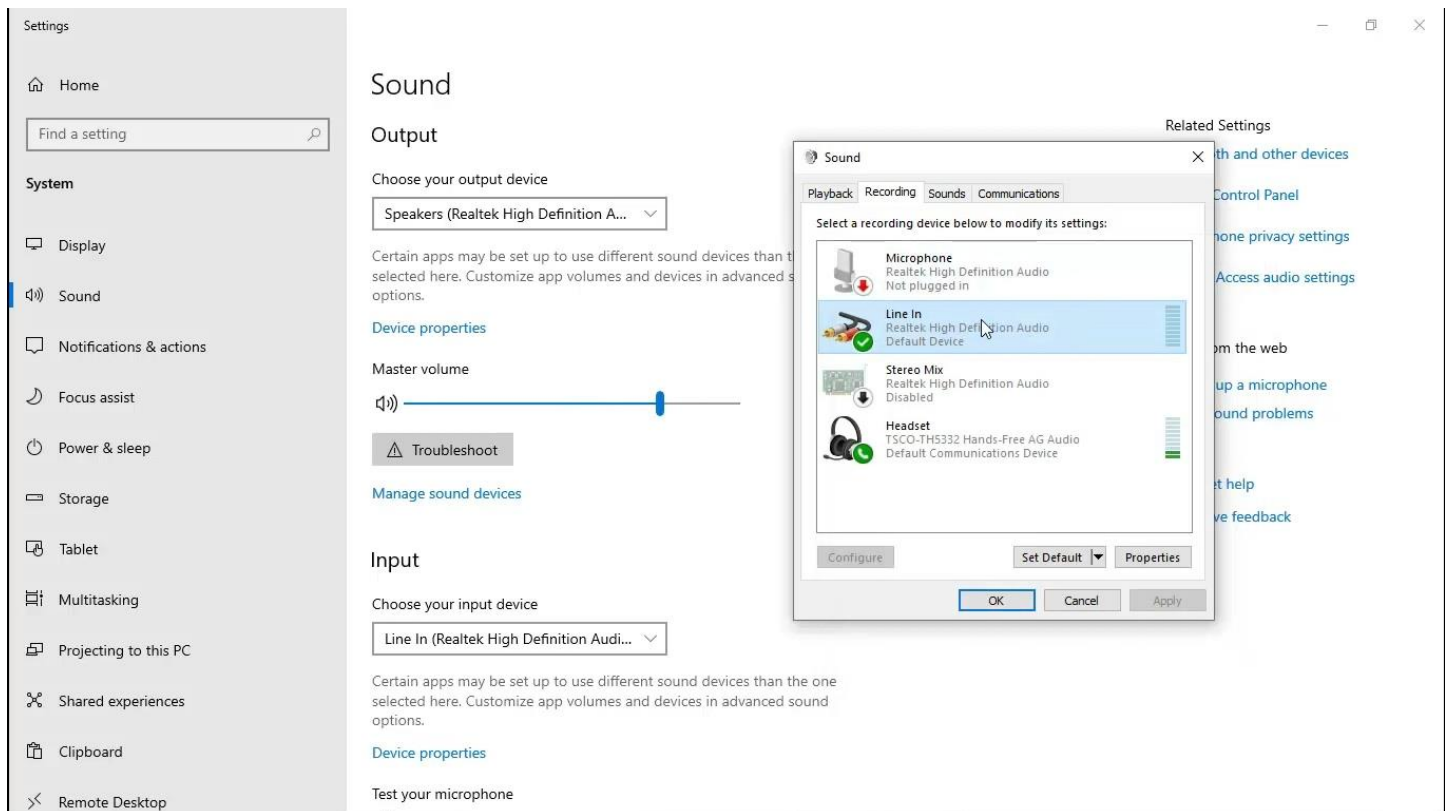 Settings
Home
Find a setting
System
Display
Sound
Notifications & actions
Focus assist
Power & sleep
Storage
Tablet
Multitasking
Projecting to this PC
Shared experiences
Clipboard
Remote Desktop
Sound
Output
Choose your output device
Speakers (Realtek High Definition A...
Certain apps may be set up to use different sound devices than
selected here. Customize app volumes and devices in advanced
options.
Device properties
Master volume
Troubleshoot
Manage sound devices
Input
Choose your input device
Line In (Realtek High Definition Audi...
Certain apps may be set up to use different sound devices than the one
selected here. Customize app volumes and devices in advanced sound
options.
Device properties
Test your microphone
Sound
Playback Recording Sounds Communications
Select a recording device below to modify its settings:
Microphone
Realtek High Definition Audio
Not plugged in
Line In
Realtek High Definition Audio
Default Device
Stereo Mix
Realtek High Definition Audio
Disabled
Headset
TSCO-TH5332 Hands-Free AG Audio
Default Communications Device
Configure Set Default Properties
OK Cancel Apply
Related Settings
and other devices
Control Panel
privacy settings
Access audio settings
the web
up a microphone
problems
help
feedback